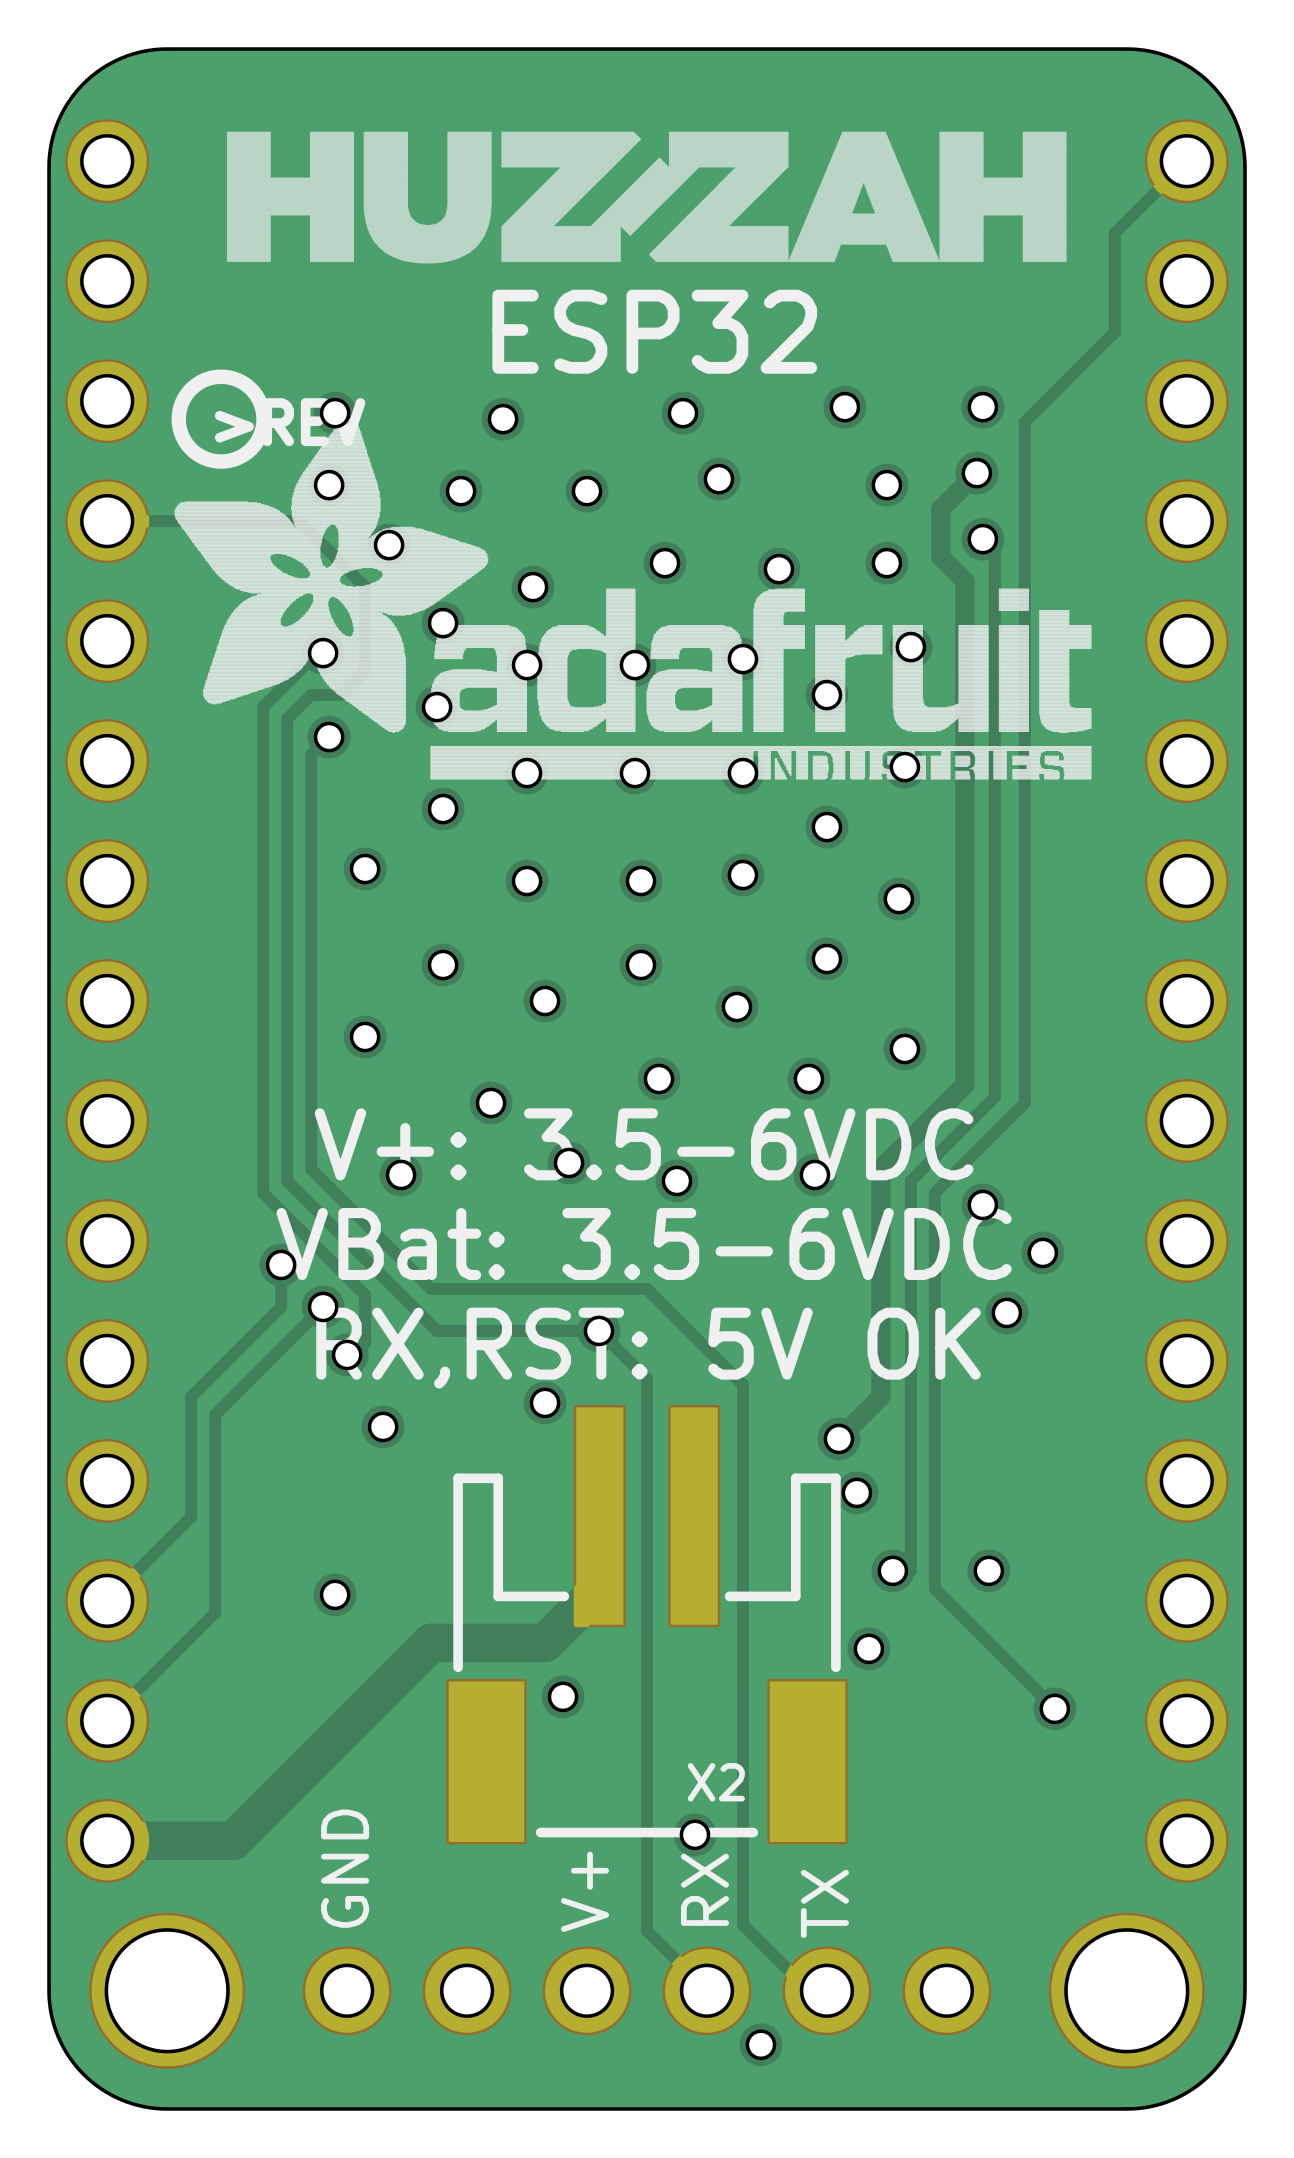 HUZZAH
ESP32
>REV
adafruit
INDUSTRIES
V+: 3.5-6VDC
VBat: 3.5-6VDC
RX,RST: 5V OK
X2
GND
V+
RX
TX